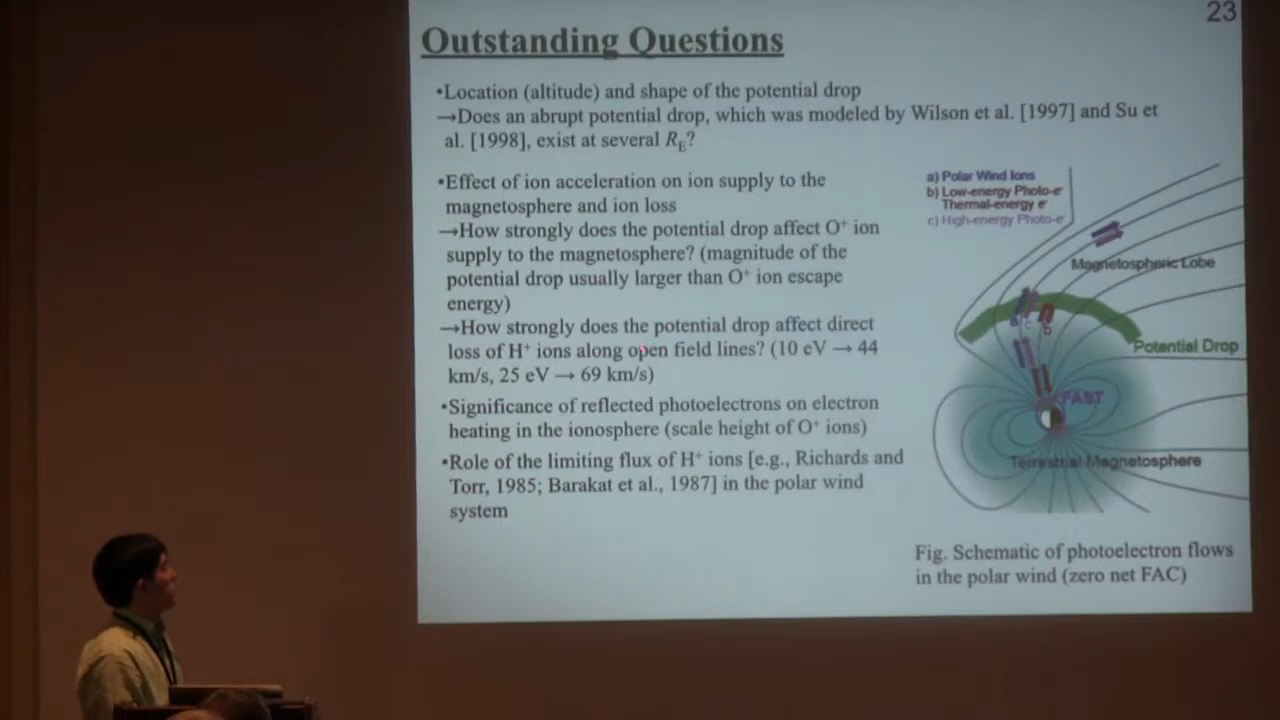 23
Outstanding Questions
•Location (altitude) and shape of the potential drop
→Does an abrupt potential drop, which was modeled by Wilson et al. [1997] and Su et
al. [1998], exist at several RE?
•Effect of ion acceleration on ion supply to the
magnetosphere and ion loss
→How strongly does the potential drop affect O⁺ ion
supply to the magnetosphere? (magnitude of the
potential drop usually larger than O⁺ ion escape
energy)
→How strongly does the potential drop affect direct
loss of H⁺ ions along open field lines? (10 eV → 44
km/s, 25 eV → 69 km/s)
•Significance of reflected photoelectrons on electron
heating in the ionosphere (scale height of O⁺ ions)
•Role of the limiting flux of H⁺ ions [e.g., Richards and
Torr, 1985; Barakat et al., 1987] in the polar wind
system
a) Polar Wind Ions
b) Low-energy Photo-e⁻
Thermal-energy e⁻
c) High-energy Photo-e⁻
Magnetospheric Lobe
a c b
Potential Drop
FAST
Terrestrial Magnetosphere
Fig. Schematic of photoelectron flows
in the polar wind (zero net FAC)